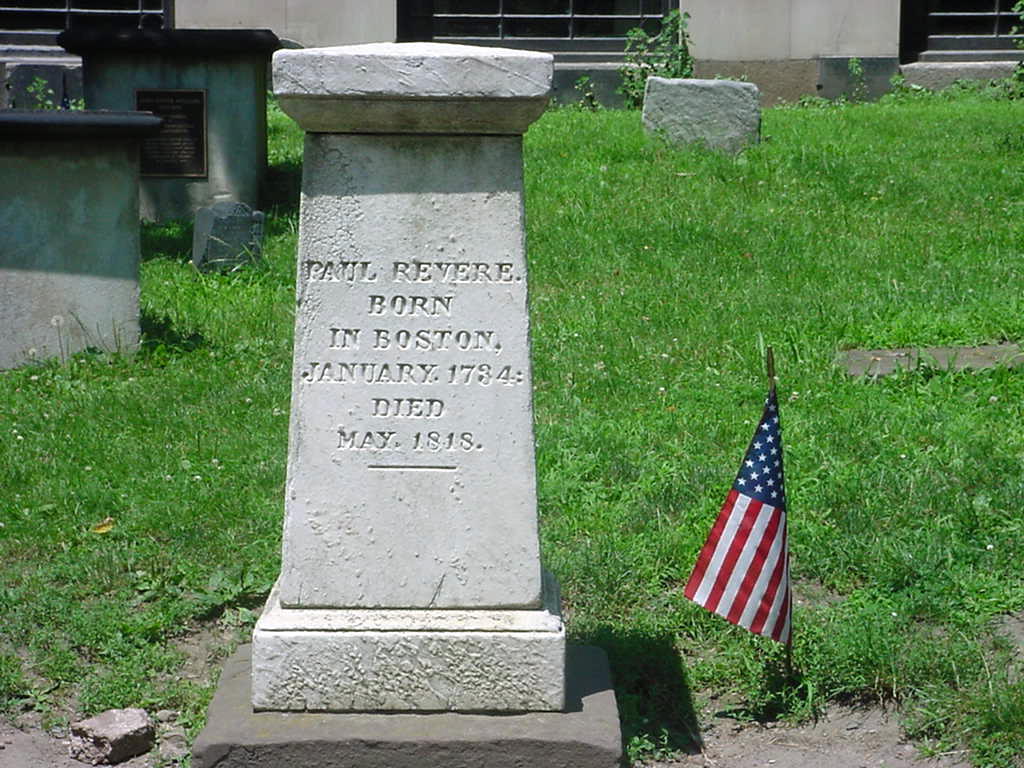 PAUL REVERE.
BORN
IN BOSTON,
JANUARY. 1734:
DIED
MAY. 1818.